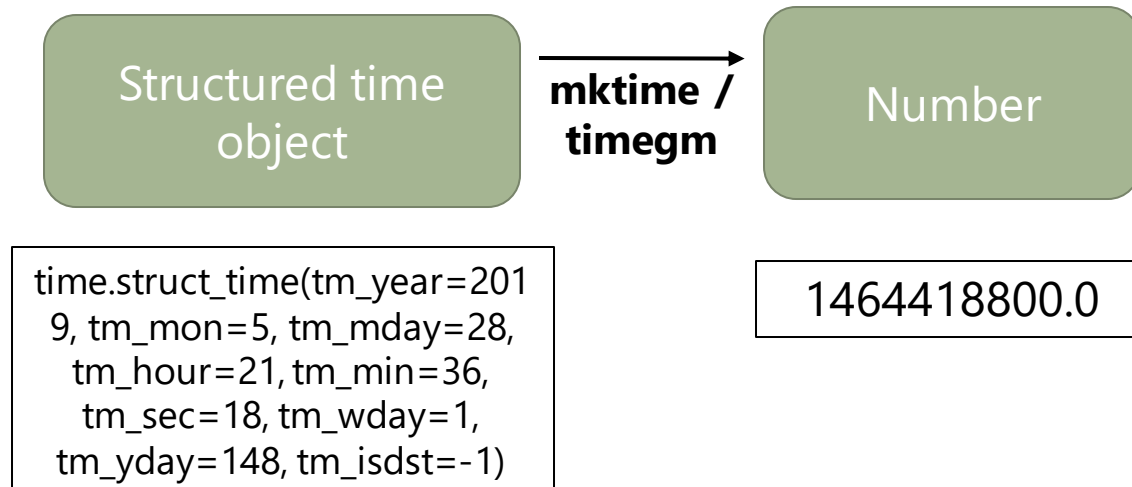 Structured time
object
mktime /
timegm
Number
time.struct_time(tm_year=201
9, tm_mon=5, tm_mday=28,
tm_hour=21, tm_min=36,
tm_sec=18, tm_wday=1,
tm_yday=148, tm_isdst=-1)
1464418800.0